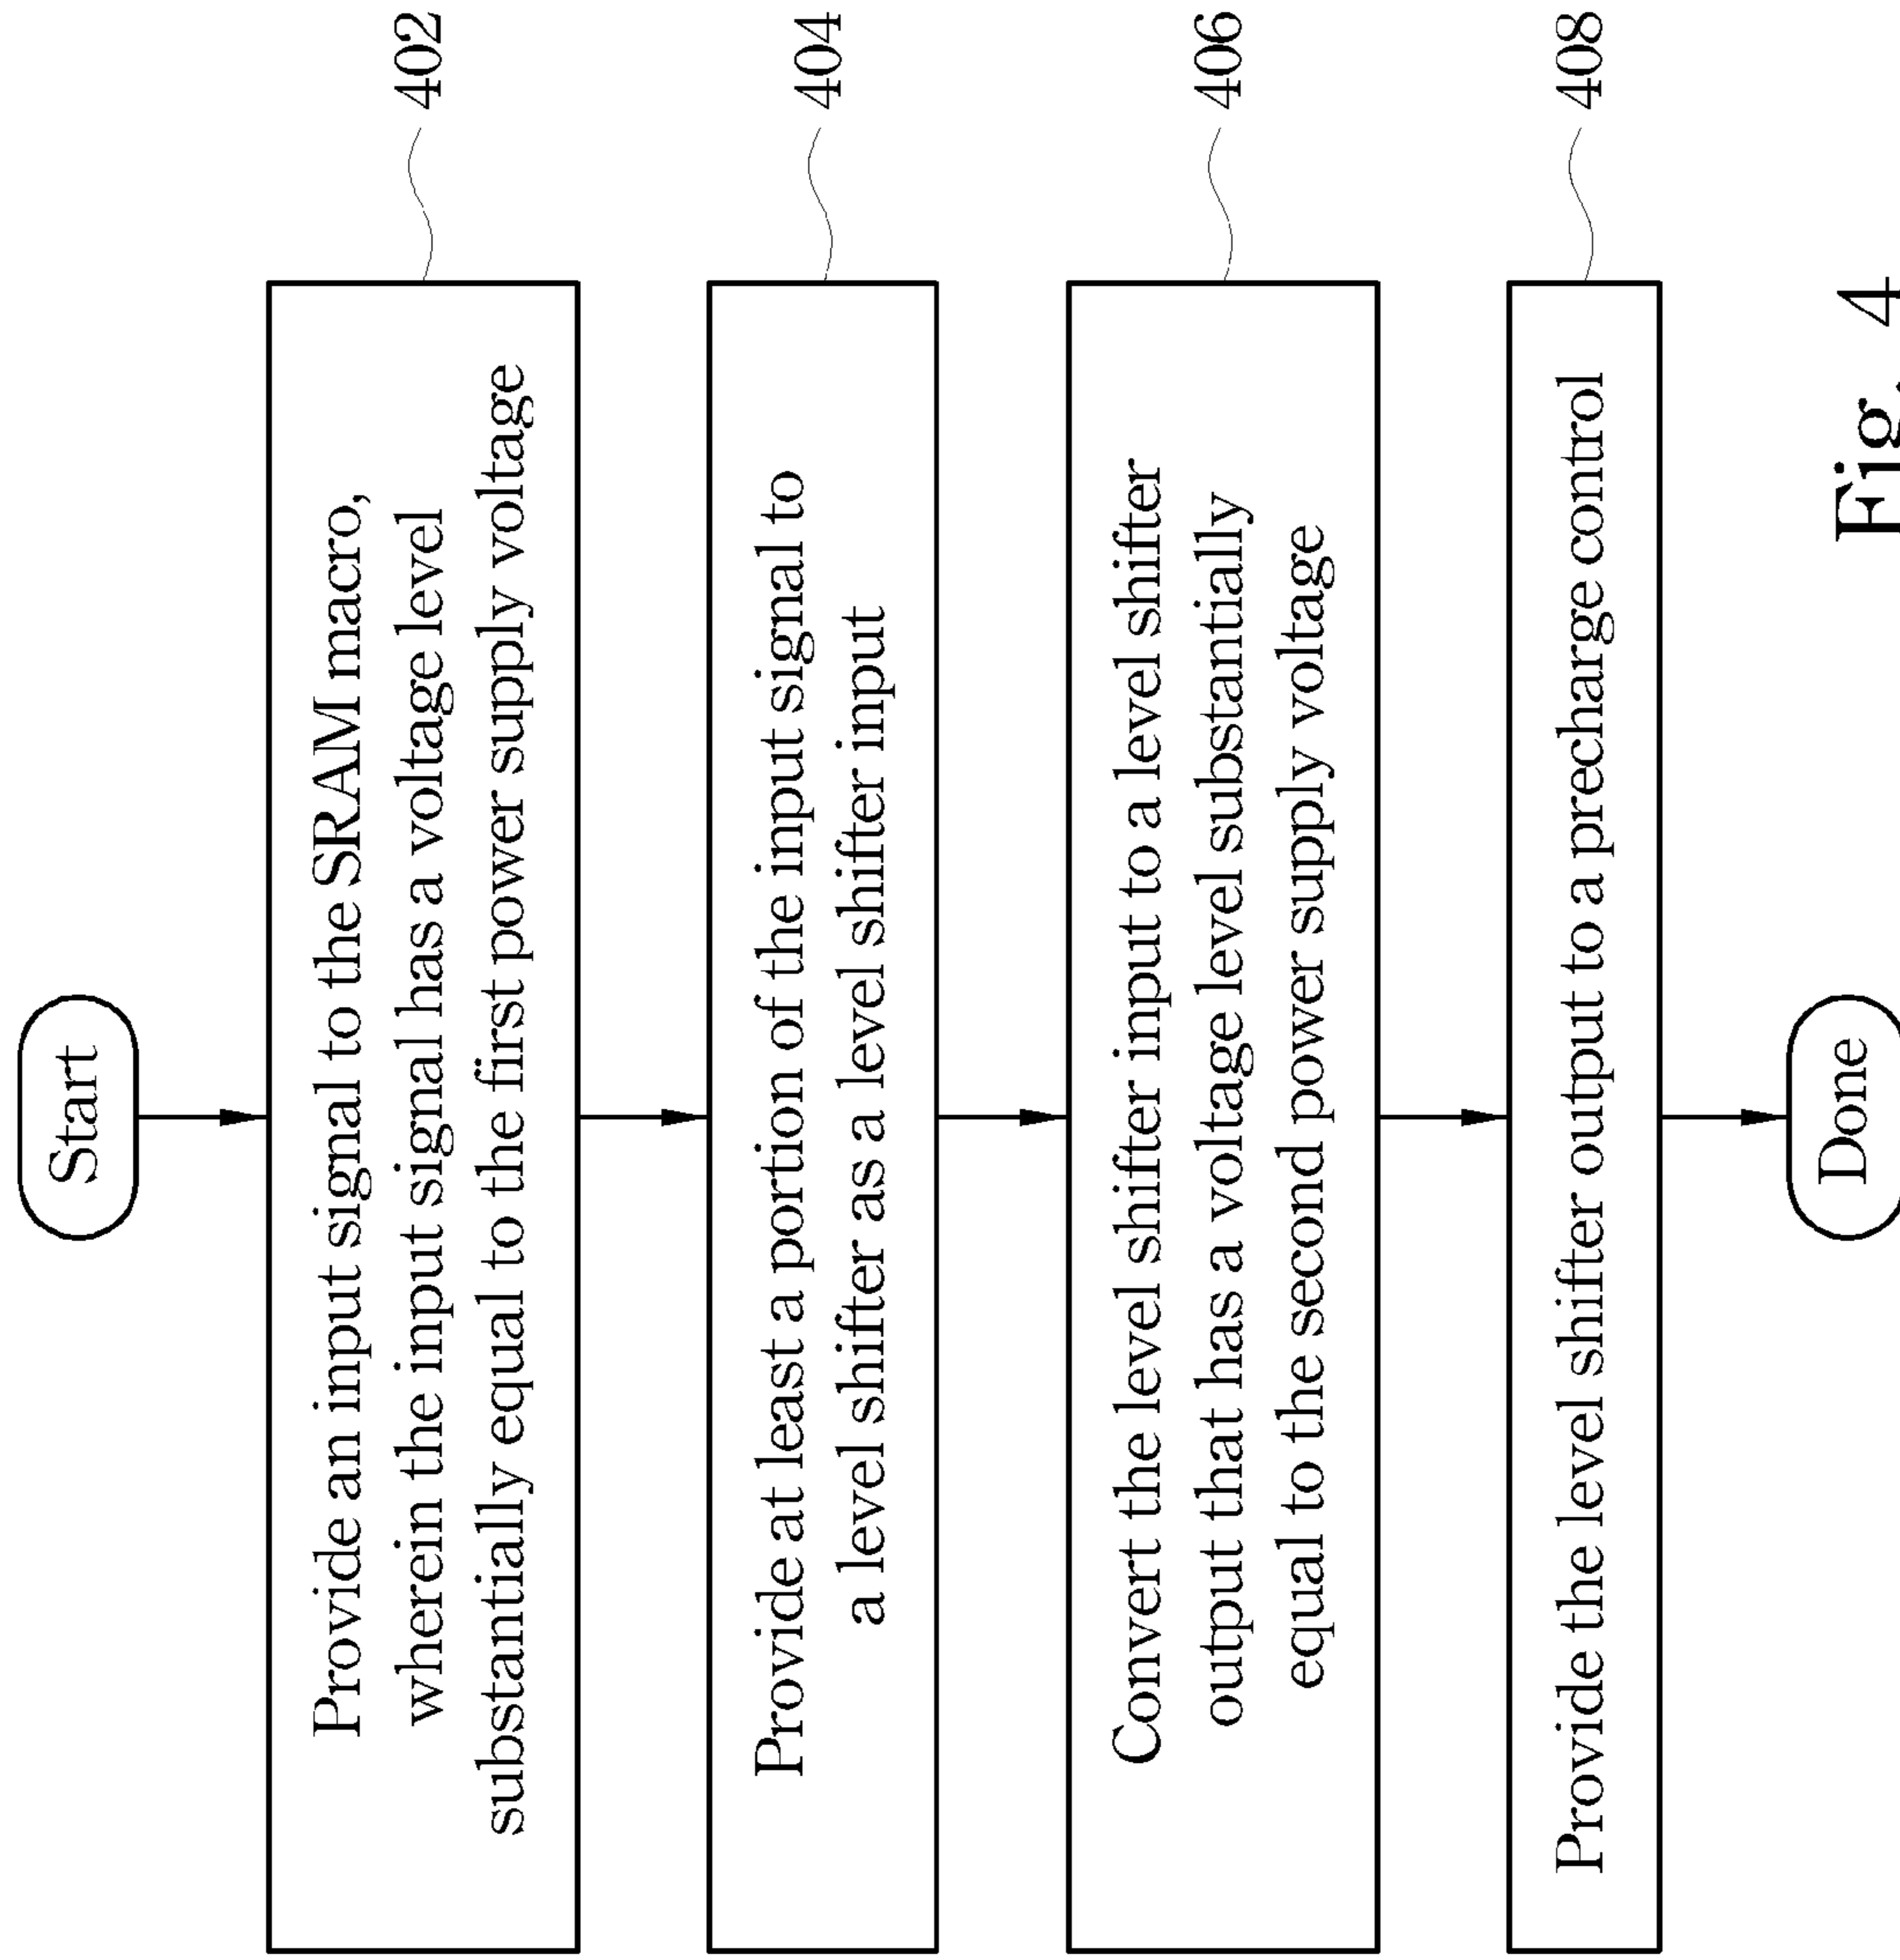 Start
Provide an input signal to the SRAM macro,
wherein the input signal has a voltage level
substantially equal to the first power supply voltage
402
Provide at least a portion of the input signal to
a level shifter as a level shifter input
404
Convert the level shifter input to a level shifter
output that has a voltage level substantially
equal to the second power supply voltage
406
Provide the level shifter output to a precharge control
408
Done
Fig. 4